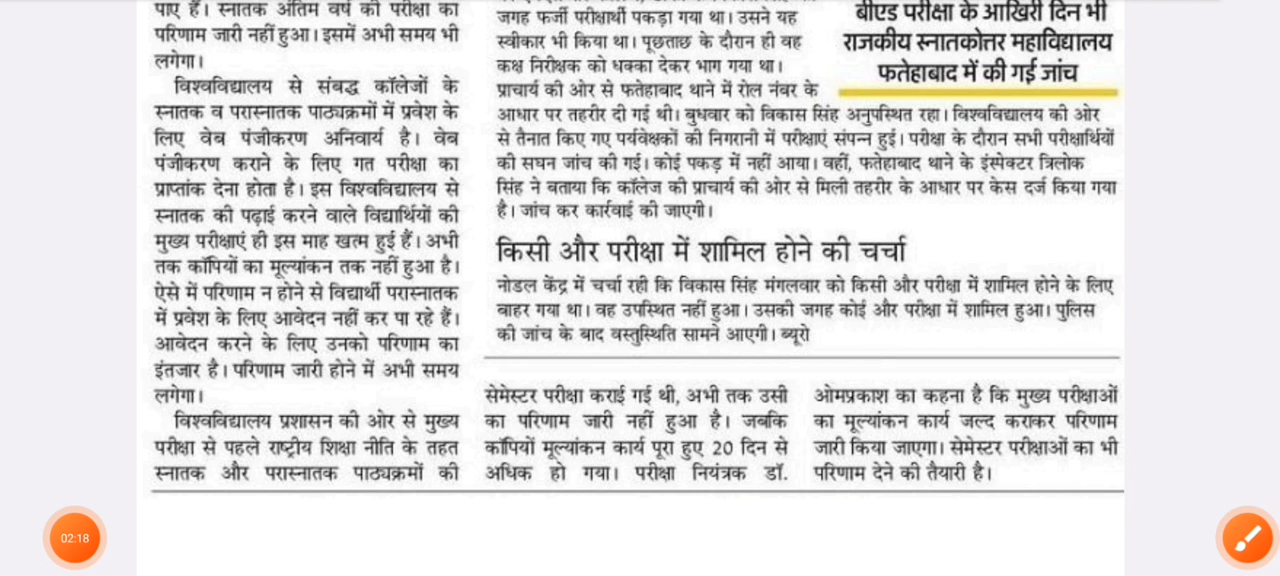 पाए हैं। स्नातक अंतिम वर्ष की परीक्षा का
परिणाम जारी नहीं हुआ। इसमें अभी समय भी
लगेगा।
विश्वविद्यालय से संबद्ध कॉलेजों के
स्नातक व परास्नातक पाठ्यक्रमों में प्रवेश के
लिए वेब पंजीकरण अनिवार्य है। वेब
पंजीकरण कराने के लिए गत परीक्षा का
प्राप्तांक देना होता है। इस विश्वविद्यालय से
स्नातक की पढ़ाई करने वाले विद्यार्थियों की
मुख्य परीक्षाएं ही इस माह खत्म हुई हैं। अभी
तक कॉपियों का मूल्यांकन तक नहीं हुआ है।
ऐसे में परिणाम न होने से विद्यार्थी परास्नातक
में प्रवेश के लिए आवेदन नहीं कर पा रहे हैं।
आवेदन करने के लिए उनको परिणाम का
इंतजार है। परिणाम जारी होने में अभी समय
लगेगा।
विश्वविद्यालय प्रशासन की ओर से मुख्य
परीक्षा से पहले राष्ट्रीय शिक्षा नीति के तहत
स्नातक और परास्नातक पाठ्यक्रमों की
जगह फर्जी परीक्षार्थी पकड़ा गया था। उसने यह
स्वीकार भी किया था। पूछताछ के दौरान ही वह
कक्ष निरीक्षक को धक्का देकर भाग गया था।
प्राचार्य की ओर से फतेहाबाद थाने में रोल नंबर के
आधार पर तहरीर दी गई थी। बुधवार को विकास सिंह अनुपस्थित रहा। विश्वविद्यालय की ओर
से तैनात किए गए पर्यवेक्षकों की निगरानी में परीक्षाएं संपन्न हुई। परीक्षा के दौरान सभी परीक्षार्थियों
की सघन जांच की गई। कोई पकड़ में नहीं आया। वहीं, फतेहाबाद थाने के इंस्पेक्टर त्रिलोक
सिंह ने बताया कि कॉलेज की प्राचार्य की ओर से मिली तहरीर के आधार पर केस दर्ज किया गया
है। जांच कर कार्रवाई की जाएगी।
बीएड परीक्षा के आखिरी दिन भी
राजकीय स्नातकोत्तर महाविद्यालय
फतेहाबाद में की गई जांच
किसी और परीक्षा में शामिल होने की चर्चा
नोडल केंद्र में चर्चा रही कि विकास सिंह मंगलवार को किसी और परीक्षा में शामिल होने के लिए
बाहर गया था। वह उपस्थित नहीं हुआ। उसकी जगह कोई और परीक्षा में शामिल हुआ। पुलिस
की जांच के बाद वस्तुस्थिति सामने आएगी। ब्यूरो
सेमेस्टर परीक्षा कराई गई थी, अभी तक उसी
का परिणाम जारी नहीं हुआ है। जबकि
कॉपियों मूल्यांकन कार्य पूरा हुए 20 दिन से
अधिक हो गया। परीक्षा नियंत्रक डॉ.
ओमप्रकाश का कहना है कि मुख्य परीक्षाओं
का मूल्यांकन कार्य जल्द कराकर परिणाम
जारी किया जाएगा। सेमेस्टर परीक्षाओं का भी
परिणाम देने की तैयारी है।
02:18